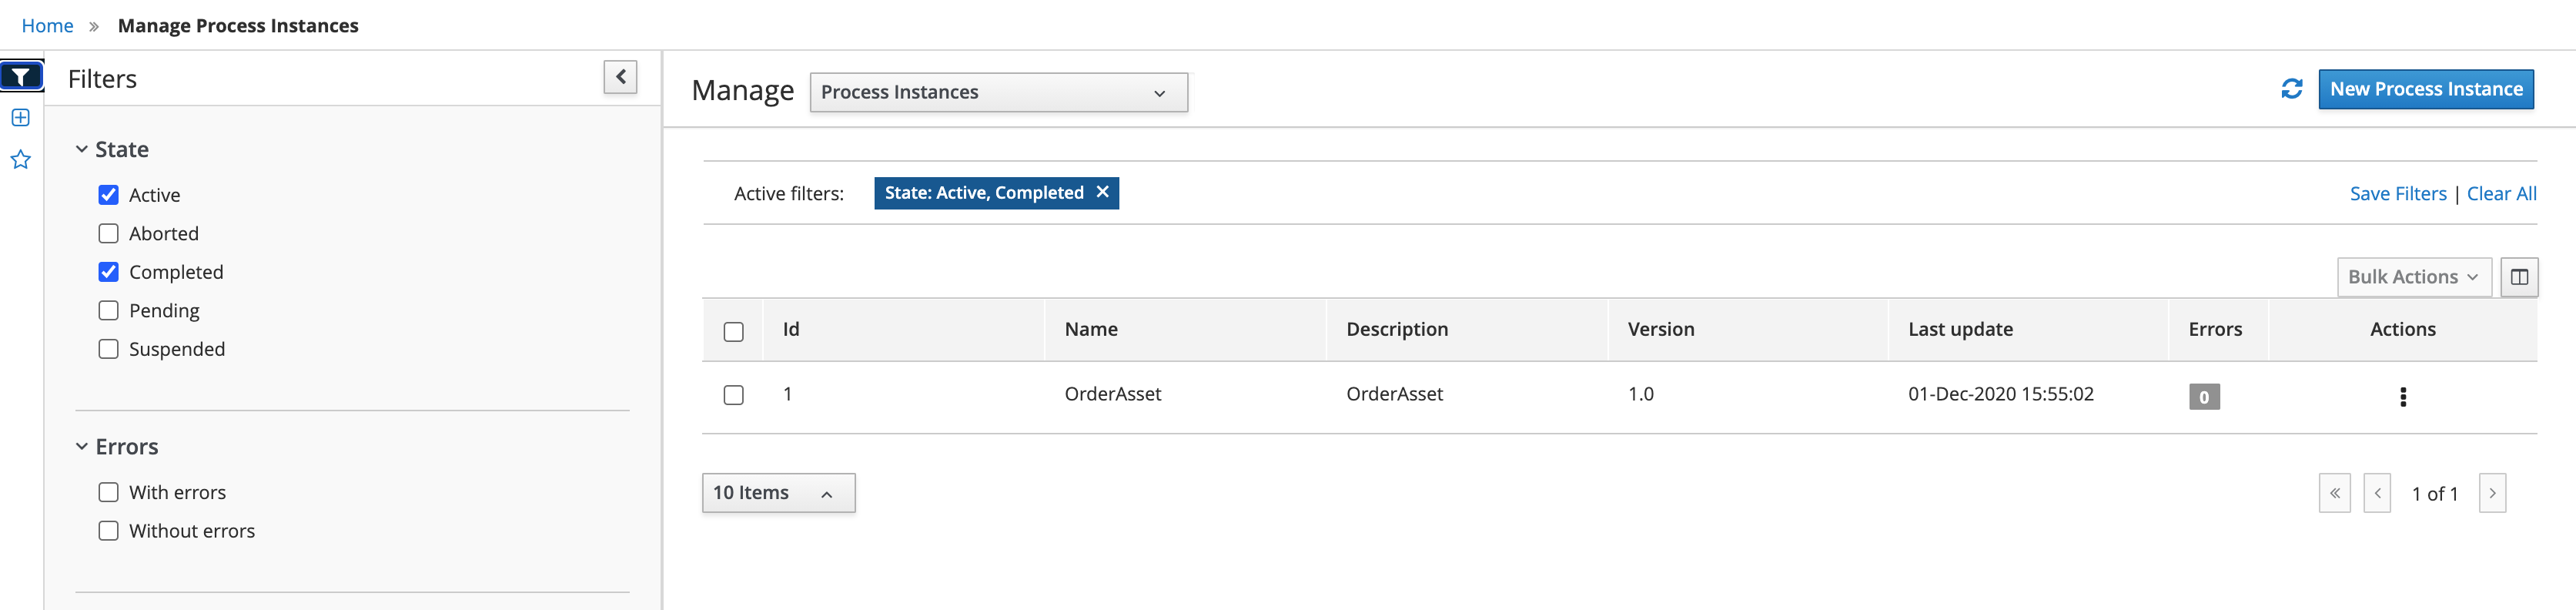 Home » Manage Process Instances
Filters
State
Active
Aborted
Completed
Pending
Suspended
Errors
With errors
Without errors
Manage Process Instances New Process Instance
Active filters: State: Active, Completed × Save Filters | Clear All
Bulk Actions
Id Name Description Version Last update Errors Actions
1 OrderAsset OrderAsset 1.0 01-Dec-2020 15:55:02 0
10 Items « < 1 of 1 >